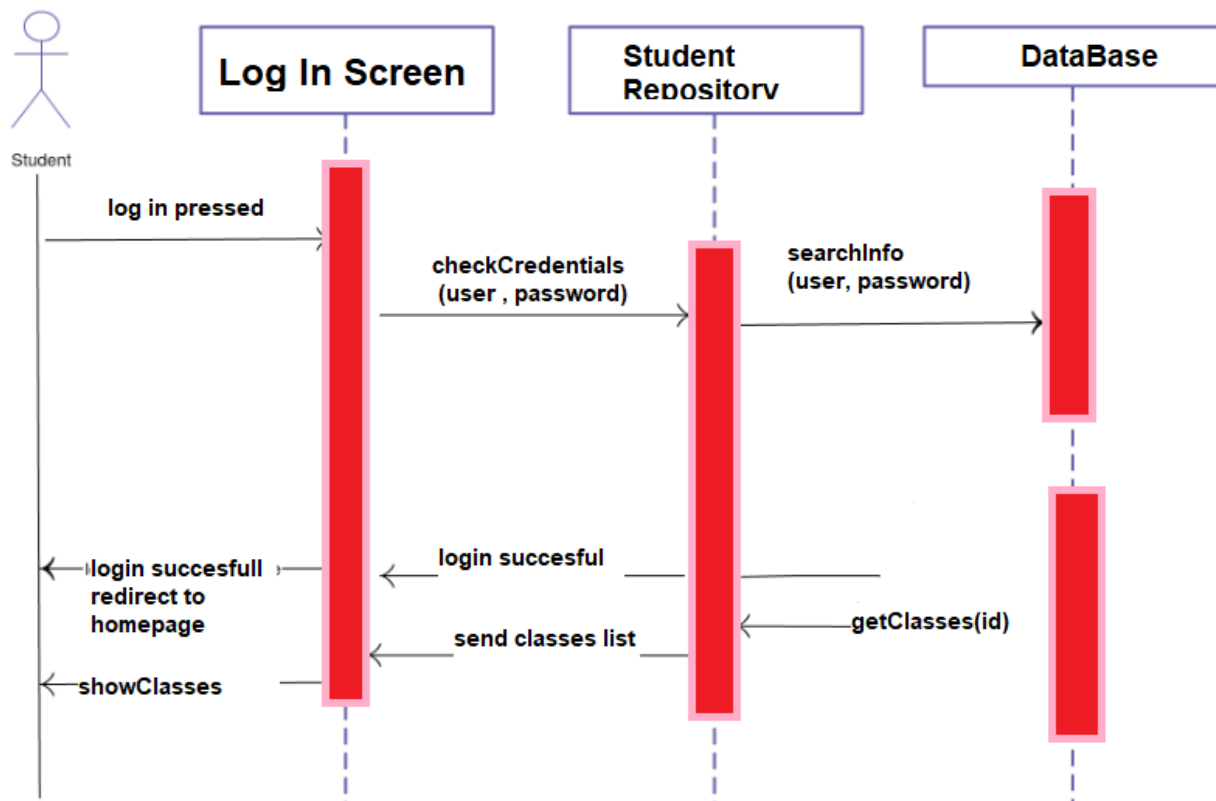 Log In Screen
Student
Repository
DataBase
Student
log in pressed
checkCredentials
(user , password)
searchInfo
(user, password)
login succesfull
redirect to
homepage
login succesful
getClasses(id)
send classes list
showClasses